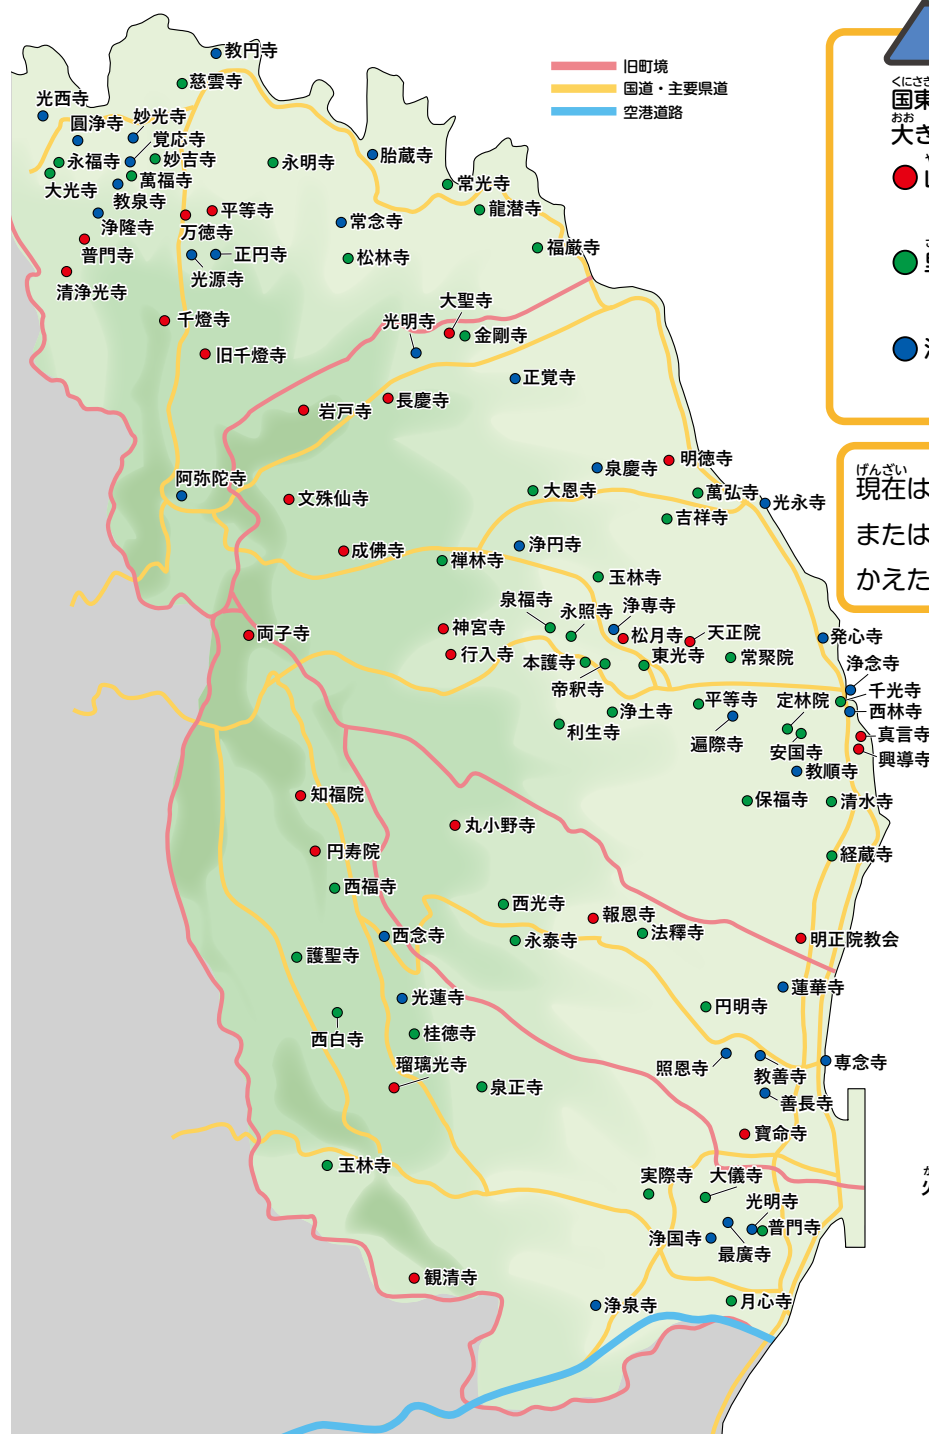 教円寺
慈雲寺
光西寺
圓浄寺
妙光寺
覚応寺
永福寺
妙吉寺
大光寺
萬福寺
教泉寺
浄隆寺
万徳寺
平等寺
普門寺
光源寺
正円寺
清浄光寺
永明寺
胎蔵寺
常光寺
龍潜寺
常念寺
松林寺
福厳寺
千燈寺
旧千燈寺
大聖寺
光明寺
金剛寺
正覚寺
長慶寺
岩戸寺
阿弥陀寺
文殊仙寺
泉慶寺
明徳寺
大恩寺
萬弘寺
光永寺
吉祥寺
成佛寺
禅林寺
浄円寺
玉林寺
泉福寺
永照寺
浄専寺
両子寺
神宮寺
松月寺
天正院
発心寺
行入寺
本護寺
東光寺
常聚院
浄念寺
帝釈寺
千光寺
平等寺
定林院
西林寺
浄土寺
利生寺
遍際寺
真言寺
安国寺
興導寺
教順寺
知福院
保福寺
清水寺
丸小野寺
円寿院
経蔵寺
西福寺
西光寺
報恩寺
西念寺
永泰寺
法釋寺
明正院教会
護聖寺
蓮華寺
光蓮寺
円明寺
西白寺
桂徳寺
瑠璃光寺
照恩寺
教善寺
専念寺
泉正寺
善長寺
寶命寺
玉林寺
実際寺
大儀寺
光明寺
普門寺
浄国寺
最廣寺
観清寺
浄泉寺
月心寺
旧町境
国道・主要県道
空港道路
くにさき
国東
おお
大き
げんざい
現在は
または
かえた